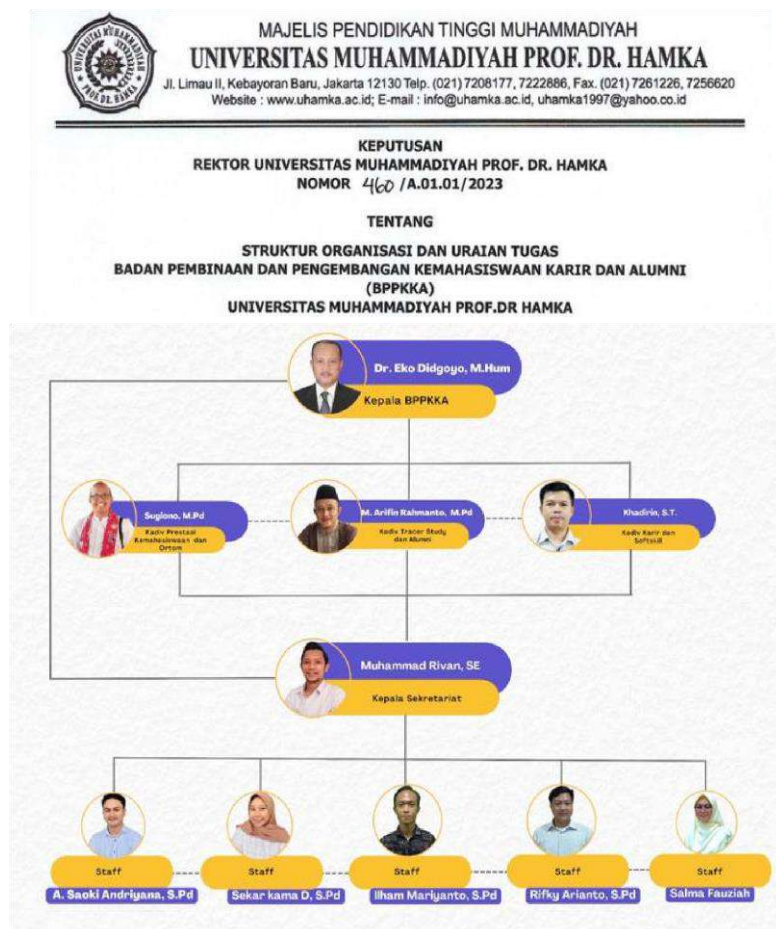 MAJELIS PENDIDIKAN TINGGI MUHAMMADIYAH
UNIVERSITAS MUHAMMADIYAH PROF. DR. HAMKA
Jl. Limau II, Kebayoran Baru, Jakarta 12130 Telp. (021) 7208177, 7222886, Fax. (021) 7261226, 7256620
Website : www.uhamka.ac.id; E-mail : info@uhamka.ac.id, uhamka1997@yahoo.co.id
KEPUTUSAN
REKTOR UNIVERSITAS MUHAMMADIYAH PROF. DR. HAMKA
NOMOR 460 /A.01.01/2023
TENTANG
STRUKTUR ORGANISASI DAN URAIAN TUGAS
BADAN PEMBINAAN DAN PENGEMBANGAN KEMAHASISWAAN KARIR DAN ALUMNI
(BPPKKA)
UNIVERSITAS MUHAMMADIYAH PROF.DR HAMKA
Dr. Eko Didgoyo, M.Hum
Kepala BPPKKA
Sugiono, M.Pd
Kadiv Prestasi
Kemahasiswaan dan
Ortom
M. Arifin Rahmanto, M.Pd
Kadiv Tracer Study
dan Alumni
Khadirin, S.T.
Kadiv Karir dan
Softskill
Muhammad Rivan, SE
Kepala Sekretariat
Staff
A. Saoki Andriyana, S.Pd
Staff
Sekar kama D, S.Pd
Staff
Ilham Mariyanto, S.Pd
Staff
Rifky Arianto, S.Pd
Staff
Salma Fauziah